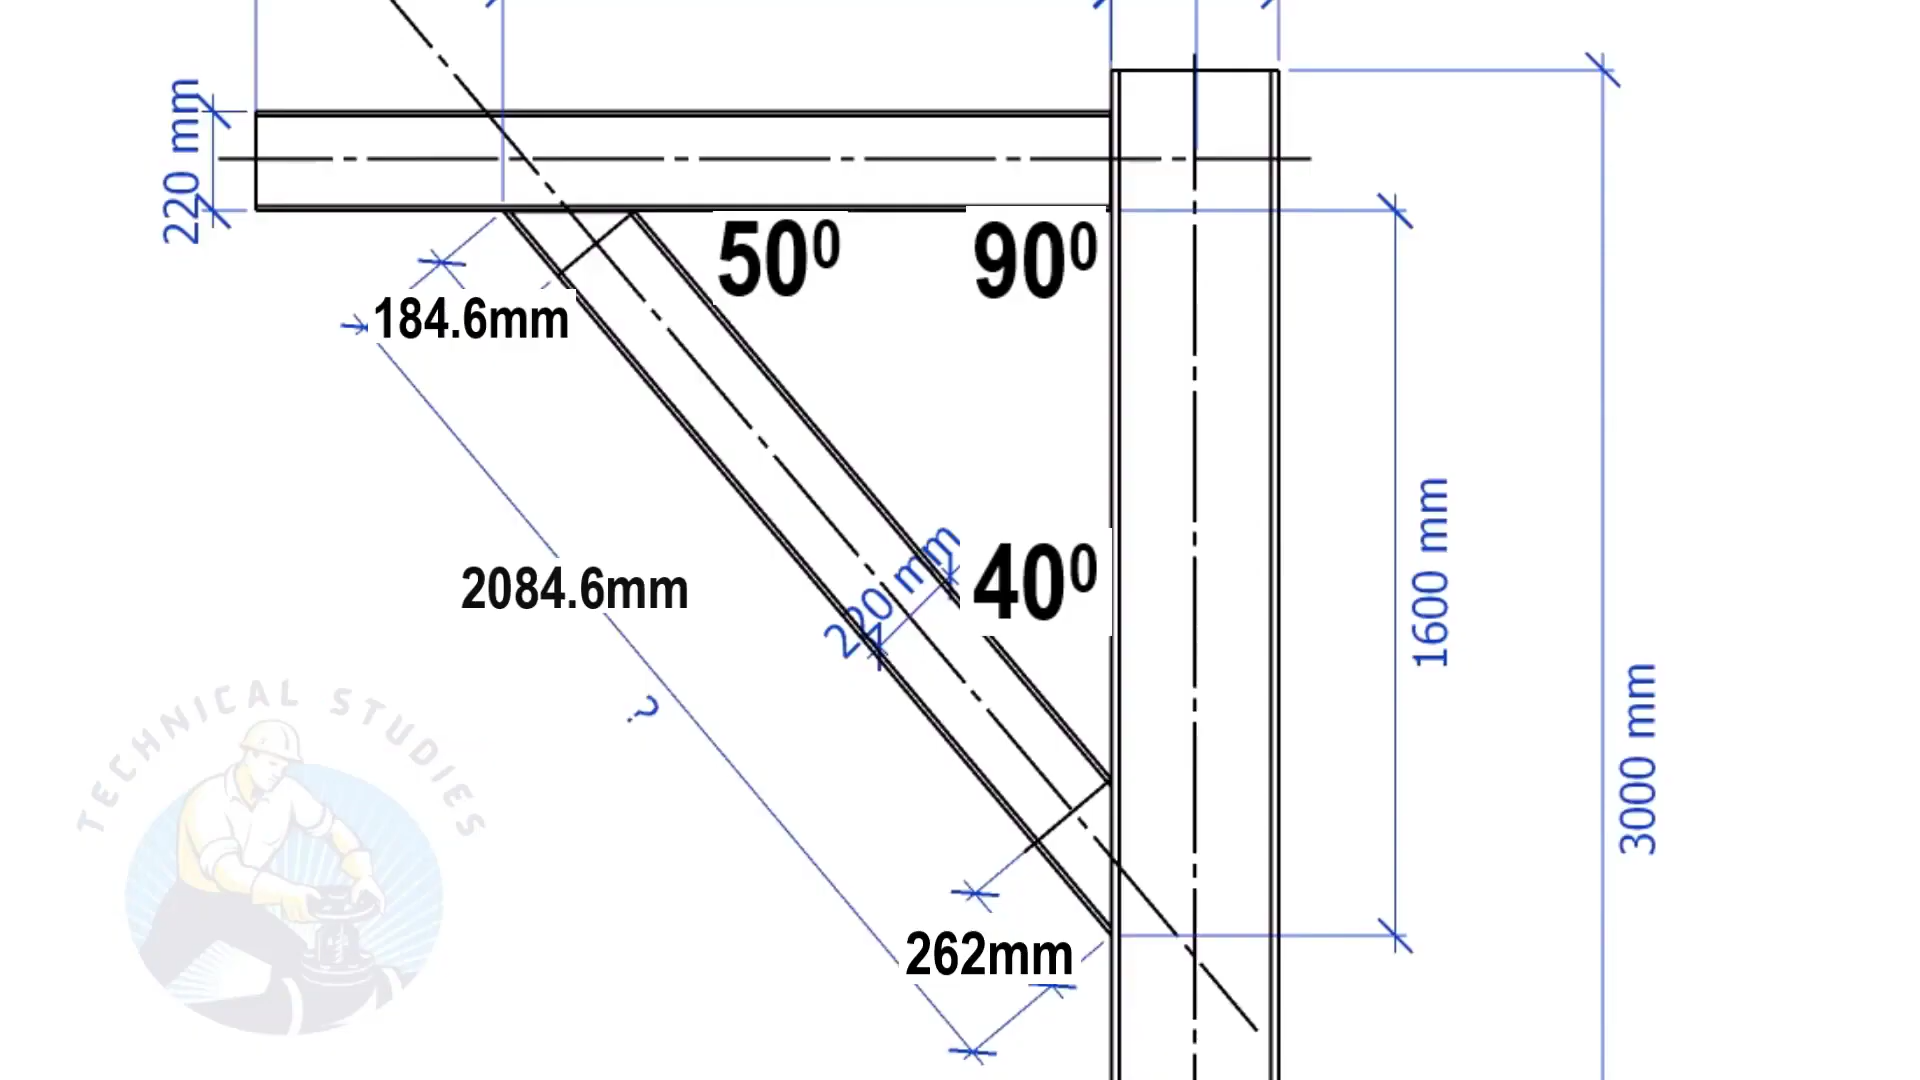 220 mm
50⁰
90⁰
184.6mm
1600 mm
220 mm
40⁰
2084.6mm
?
3000 mm
TECHNICAL STUDIES
262mm